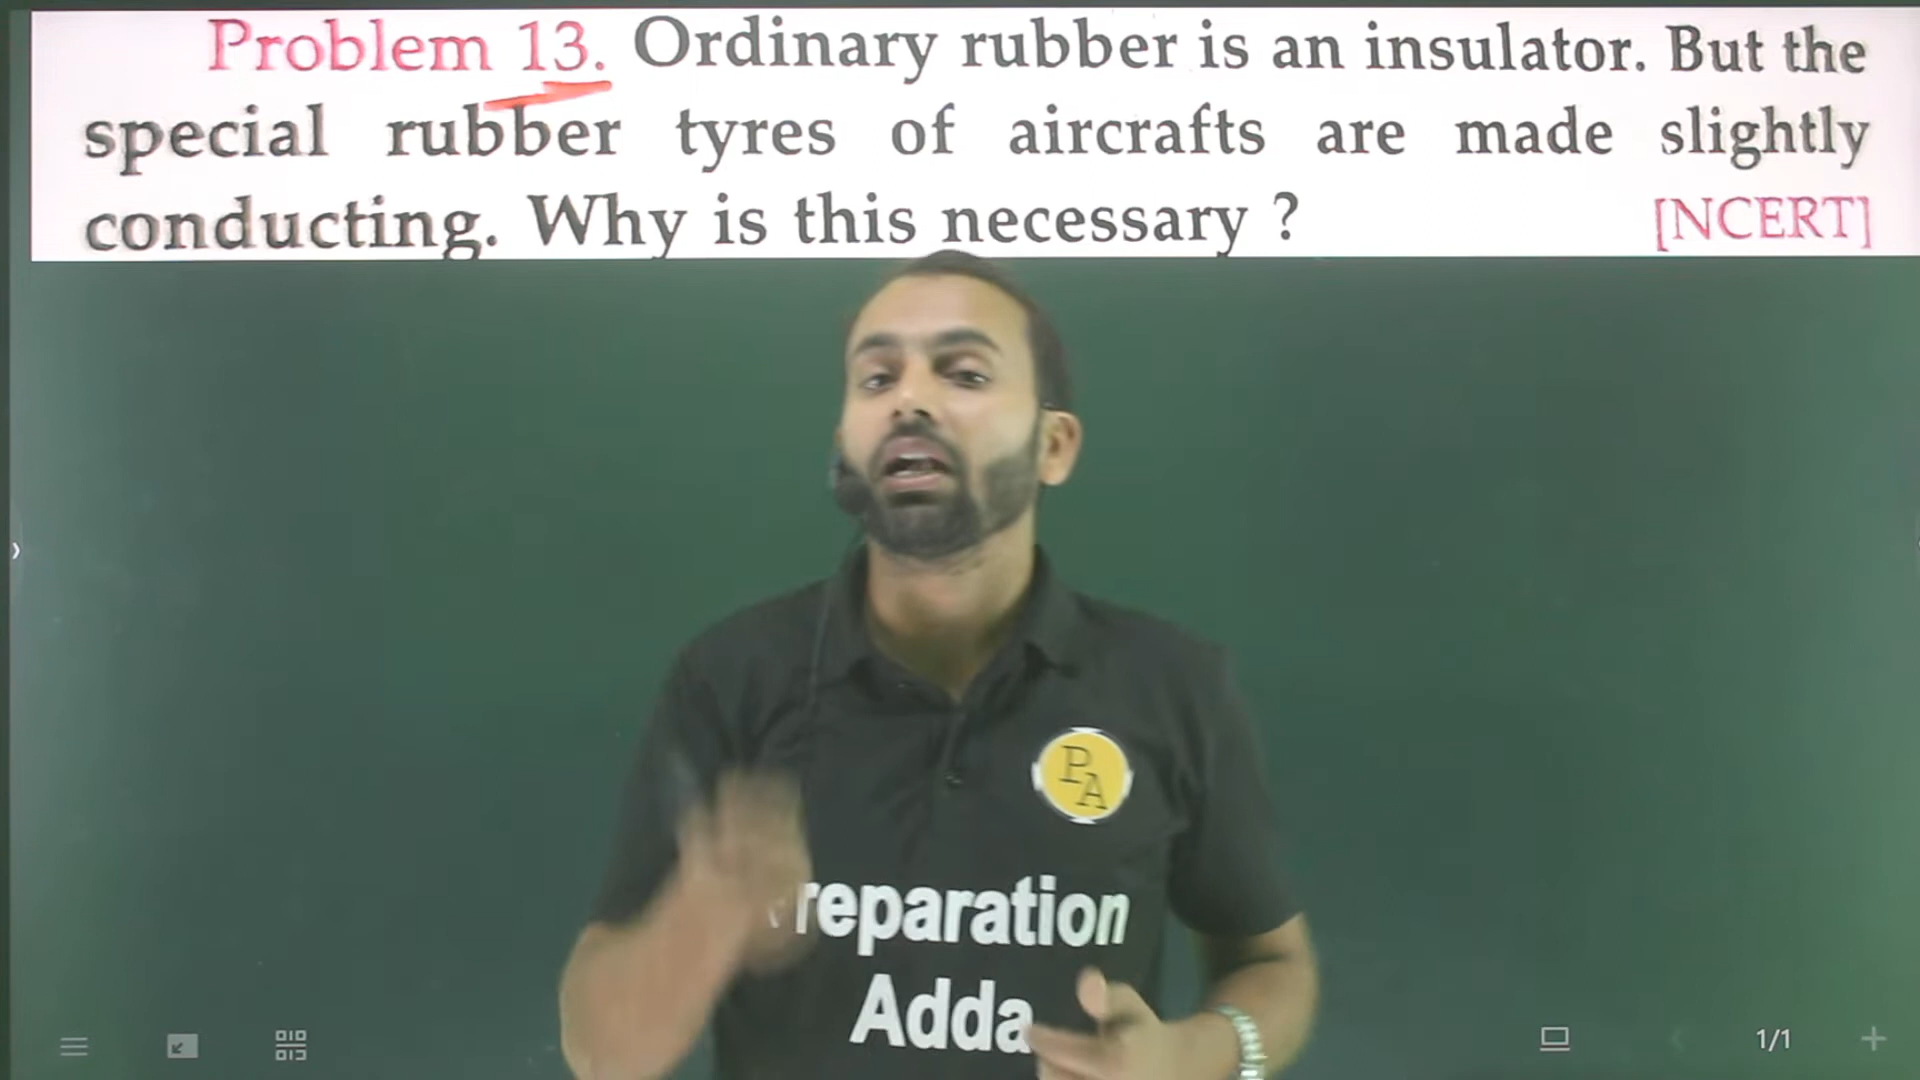 Problem 13. Ordinary rubber is an insulator. But the
special rubber tyres of aircrafts are made slightly
conducting. Why is this necessary ?
[NCERT]
PA
reparation
Adda
1/1